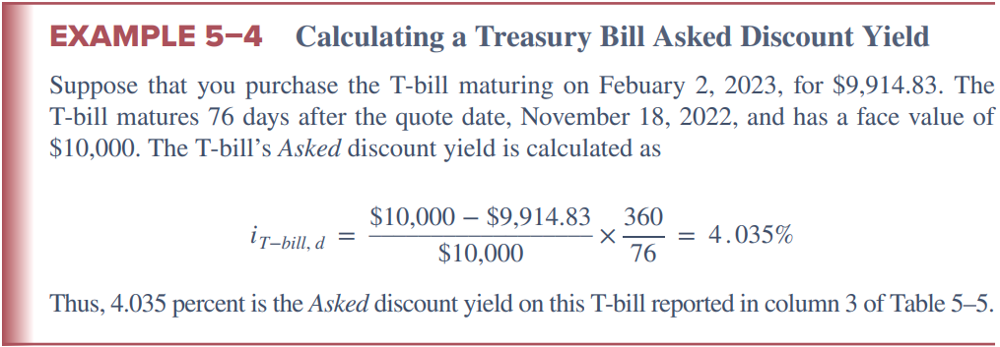 EXAMPLE 5–4 Calculating a Treasury Bill Asked Discount Yield
Suppose that you purchase the T-bill maturing on Febuary 2, 2023, for $9,914.83. The
T-bill matures 76 days after the quote date, November 18, 2022, and has a face value of
$10,000. The T-bill’s Asked discount yield is calculated as
i T–bill, d = $10,000 – $9,914.83 / $10,000 × 360 / 76 = 4.035%
Thus, 4.035 percent is the Asked discount yield on this T-bill reported in column 3 of Table 5–5.